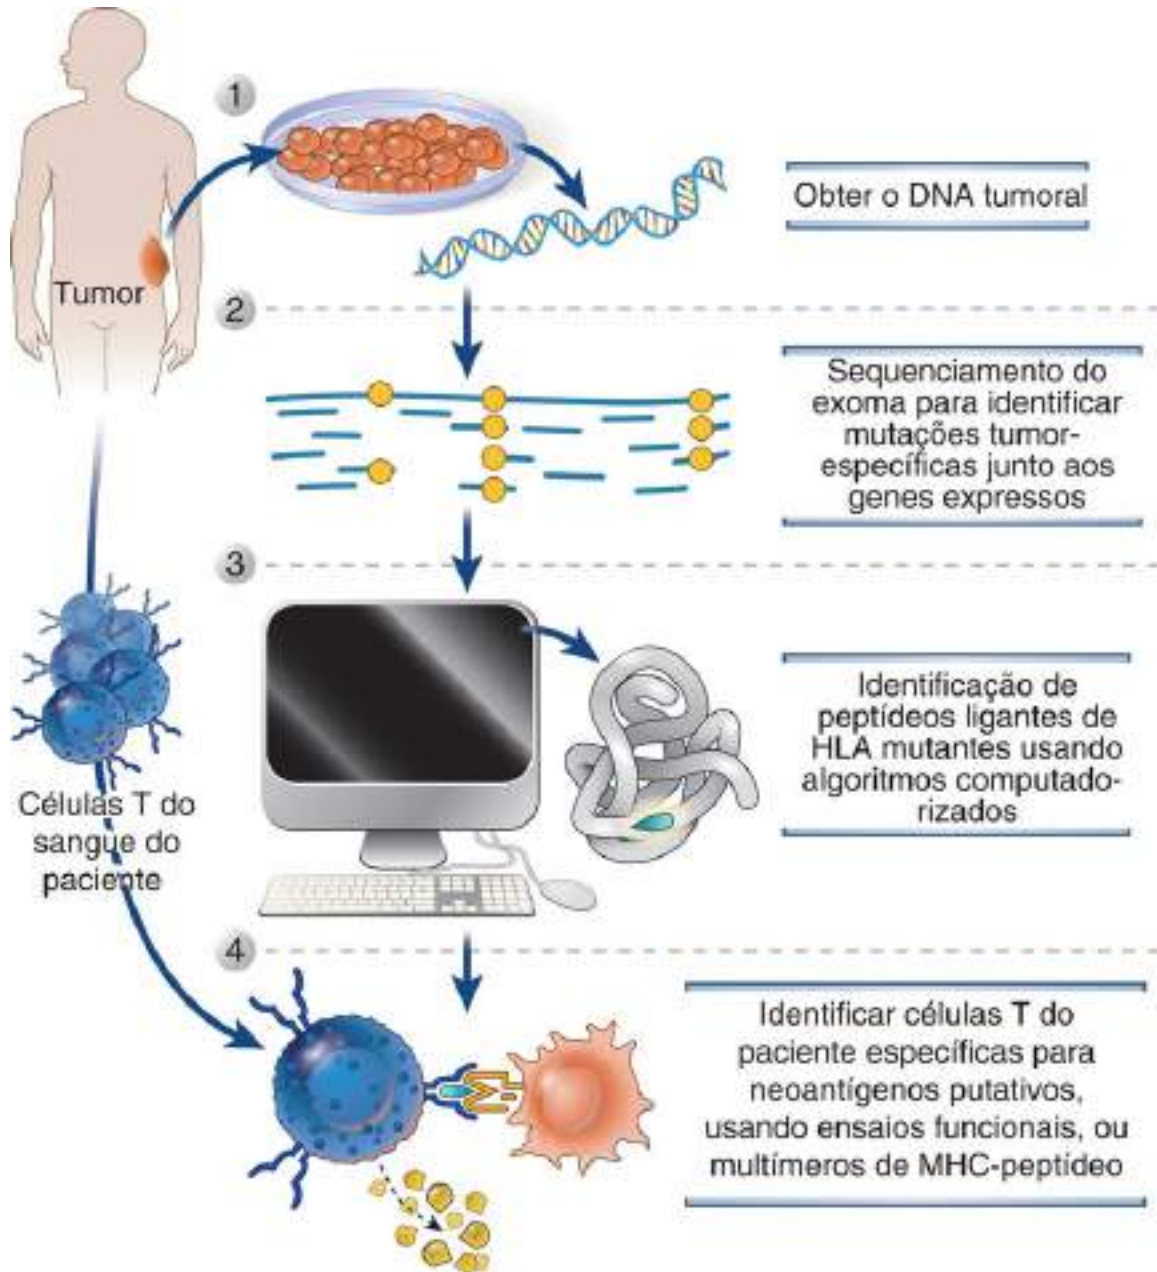 1
Obter o DNA tumoral
Tumor
2
Sequenciamento do
exoma para identificar
mutações tumor-
específicas junto aos
genes expressos
3
Identificação de
peptídeos ligantes de
HLA mutantes usando
algoritmos computado-
rizados
Células T do
sangue do
paciente
4
Identificar células T do
paciente específicas para
neoantígenos putativos,
usando ensaios funcionais, ou
multímeros de MHC-peptídeo